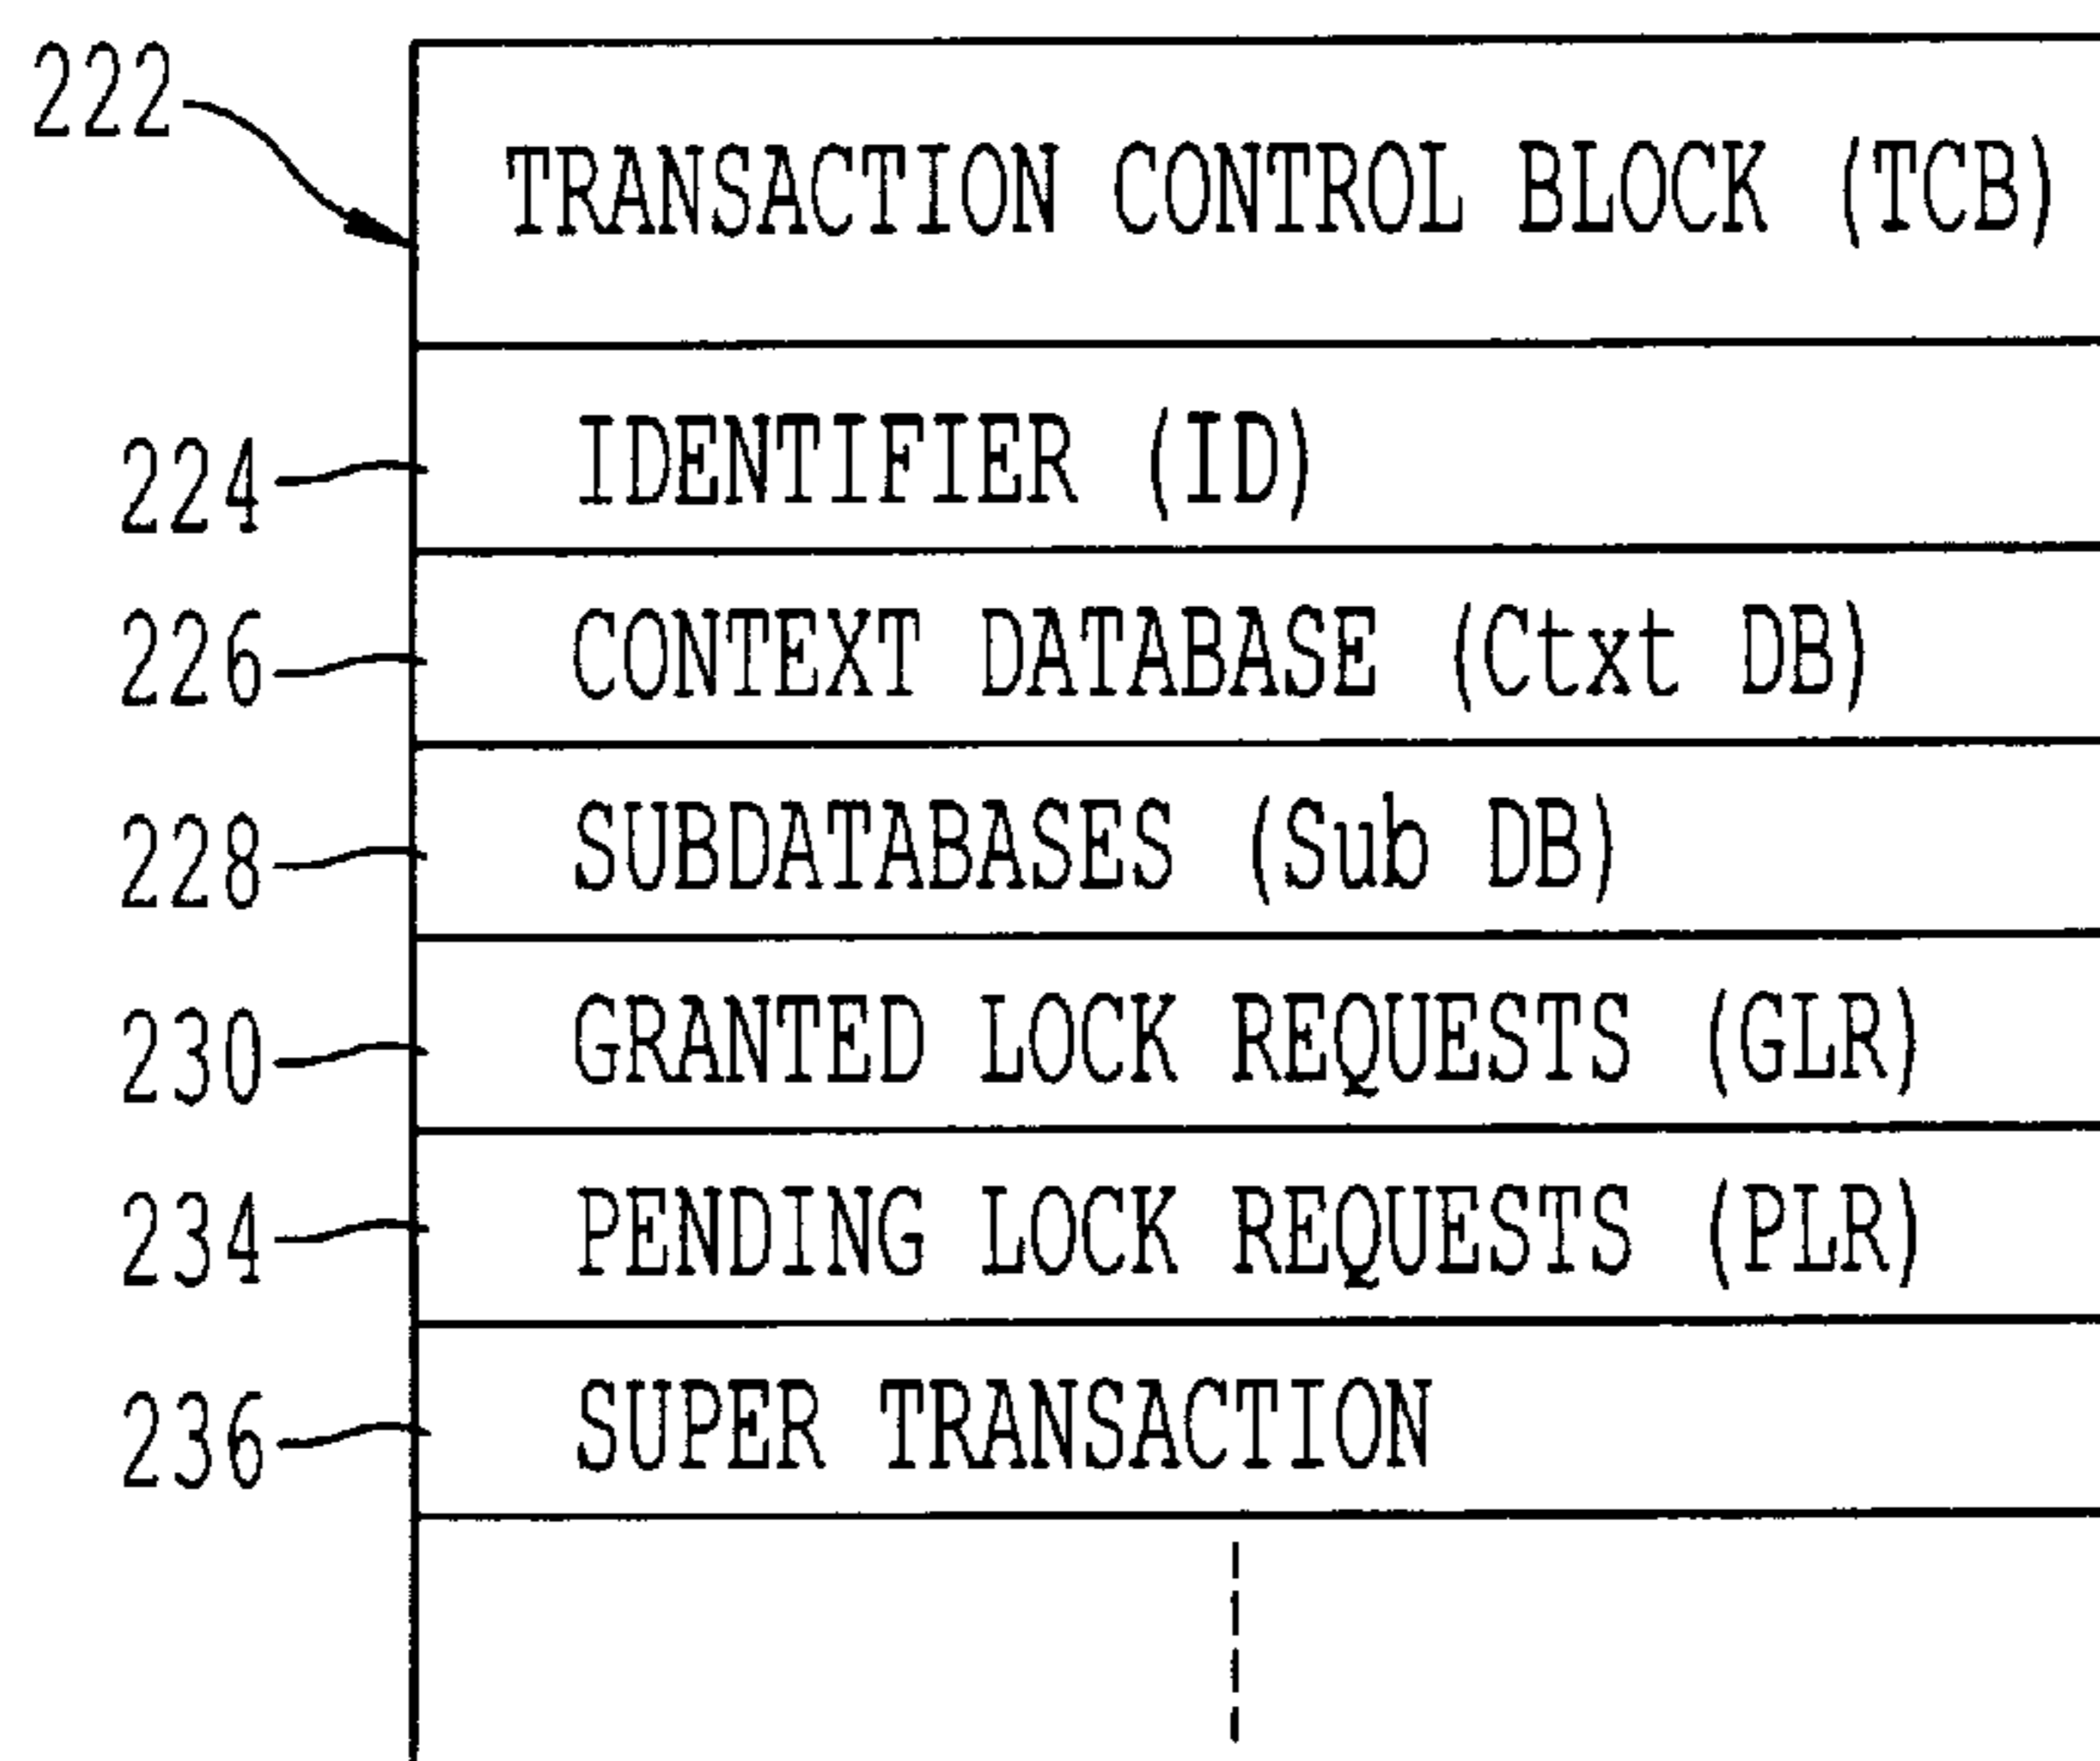 222 TRANSACTION CONTROL BLOCK (TCB)
224 IDENTIFIER (ID)
226 CONTEXT DATABASE (Ctxt DB)
228 SUBDATABASES (Sub DB)
230 GRANTED LOCK REQUESTS (GLR)
234 PENDING LOCK REQUESTS (PLR)
236 SUPER TRANSACTION